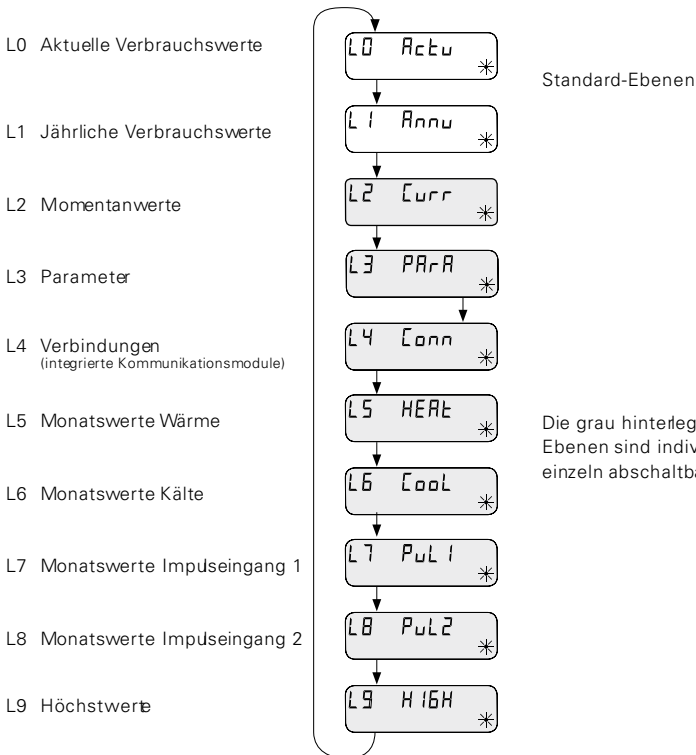 L0 Aktuelle Verbrauchswerte
L0 Actu
Standard-Ebenen
L1 Jährliche Verbrauchswerte
L1 Annu
L2 Momentanwerte
L2 Curr
L3 Parameter
L3 PArA
L4 Verbindungen
(integrierte Kommunikationsmodule)
L4 Conn
L5 Monatswerte Wärme
L5 HEAt
Die grau hinterleg
Ebenen sind indiv
einzeln abschaltba
L6 Monatswerte Kälte
L6 CooL
L7 Monatswerte Impulseingang 1
L7 PuL1
L8 Monatswerte Impulseingang 2
L8 PuL2
L9 Höchstwerte
L9 HIGH